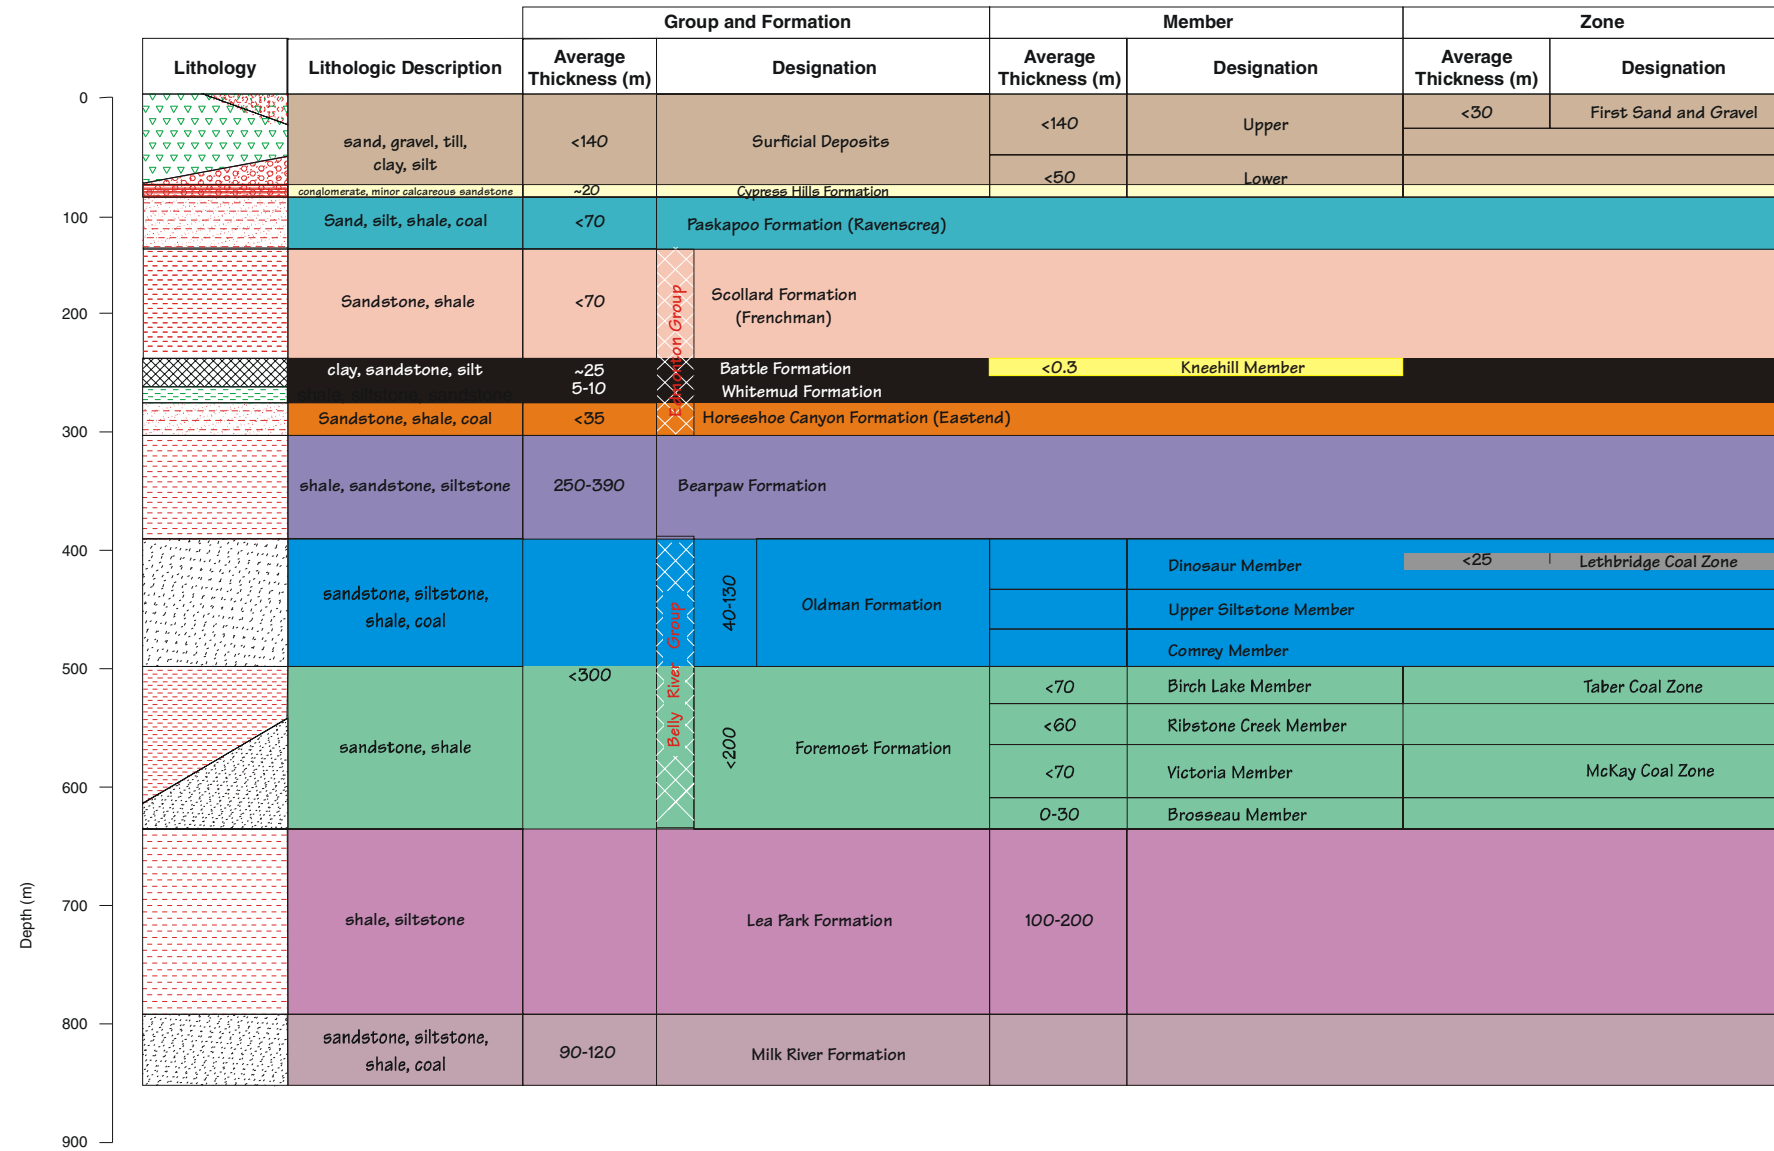 Group and Formation
Member
Zone
Lithology
Lithologic Description
Average
Thickness (m)
Designation
Average
Thickness (m)
Designation
Average
Thickness (m)
Designation
0
sand, gravel, till,
clay, silt
<140
Surficial Deposits
<140
Upper
<30
First Sand and Gravel
<50
Lower
conglomerate, minor calcareous sandstone
~20
Cypress Hills Formation
100
Sand, silt, shale, coal
<70
Paskapoo Formation (Ravenscreg)
200
Sandstone, shale
<70
Edmonton Group
Scollard Formation
(Frenchman)
clay, sandstone, silt
~25
Battle Formation
<0.3
Kneehill Member
shale, siltstone, sandstone
5-10
Whitemud Formation
300
Sandstone, shale, coal
<35
Horseshoe Canyon Formation (Eastend)
shale, sandstone, siltstone
250-390
Bearpaw Formation
400
sandstone, siltstone,
shale, coal
<300
Belly River Group
40-130
Oldman Formation
Dinosaur Member
<25
Lethbridge Coal Zone
Upper Siltstone Member
Comrey Member
500
sandstone, shale
<200
Foremost Formation
<70
Birch Lake Member
Taber Coal Zone
<60
Ribstone Creek Member
<70
Victoria Member
McKay Coal Zone
600
0-30
Brosseau Member
700
Depth (m)
shale, siltstone
Lea Park Formation
100-200
800
sandstone, siltstone,
shale, coal
90-120
Milk River Formation
900